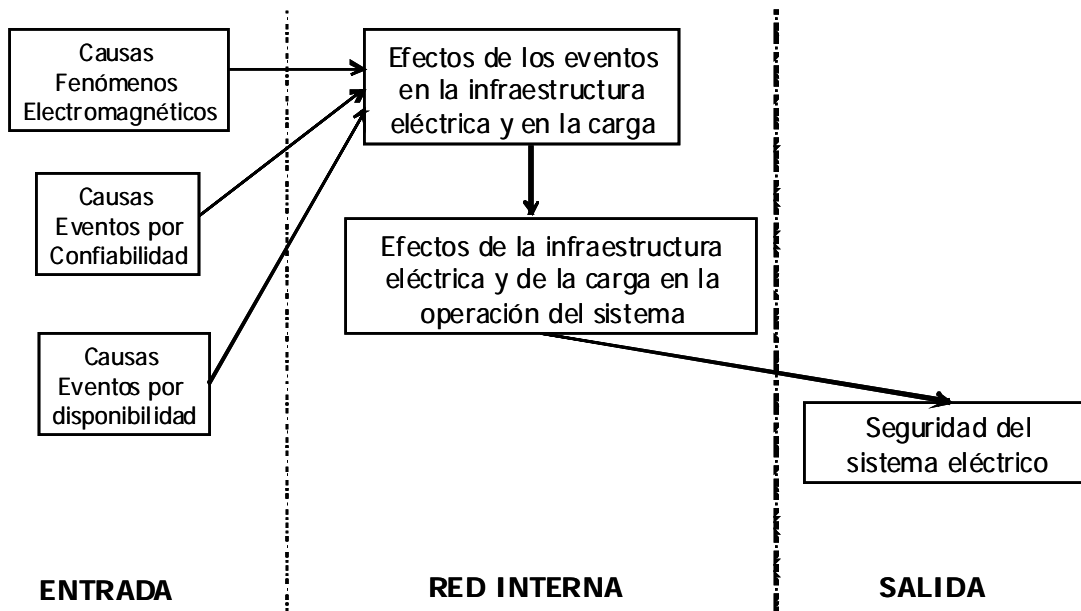 Causas
Fenómenos
Electromagnéticos
Causas
Eventos por
Confiabilidad
Causas
Eventos por
disponibilidad
Efectos de los eventos
en la infraestructura
eléctrica y en la carga
Efectos de la infraestructura
eléctrica y de la carga en la
operación del sistema
Seguridad del
sistema eléctrico
ENTRADA
RED INTERNA
SALIDA